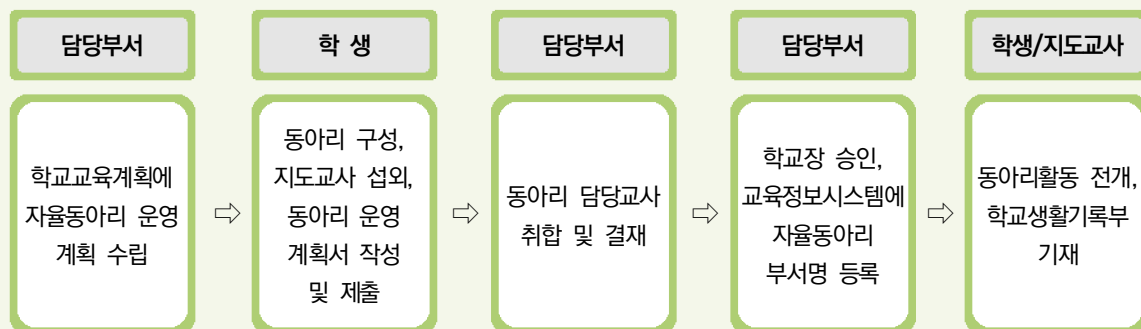 담당부서
학 생
담당부서
담당부서
학생/지도교사
학교교육계획에
자율동아리 운영
계획 수립
⇨
동아리 구성,
지도교사 섭외,
동아리 운영
계획서 작성
및 제출
⇨
동아리 담당교사
취합 및 결재
⇨
학교장 승인,
교육정보시스템에
자율동아리
부서명 등록
⇨
동아리활동 전개,
학교생활기록부
기재